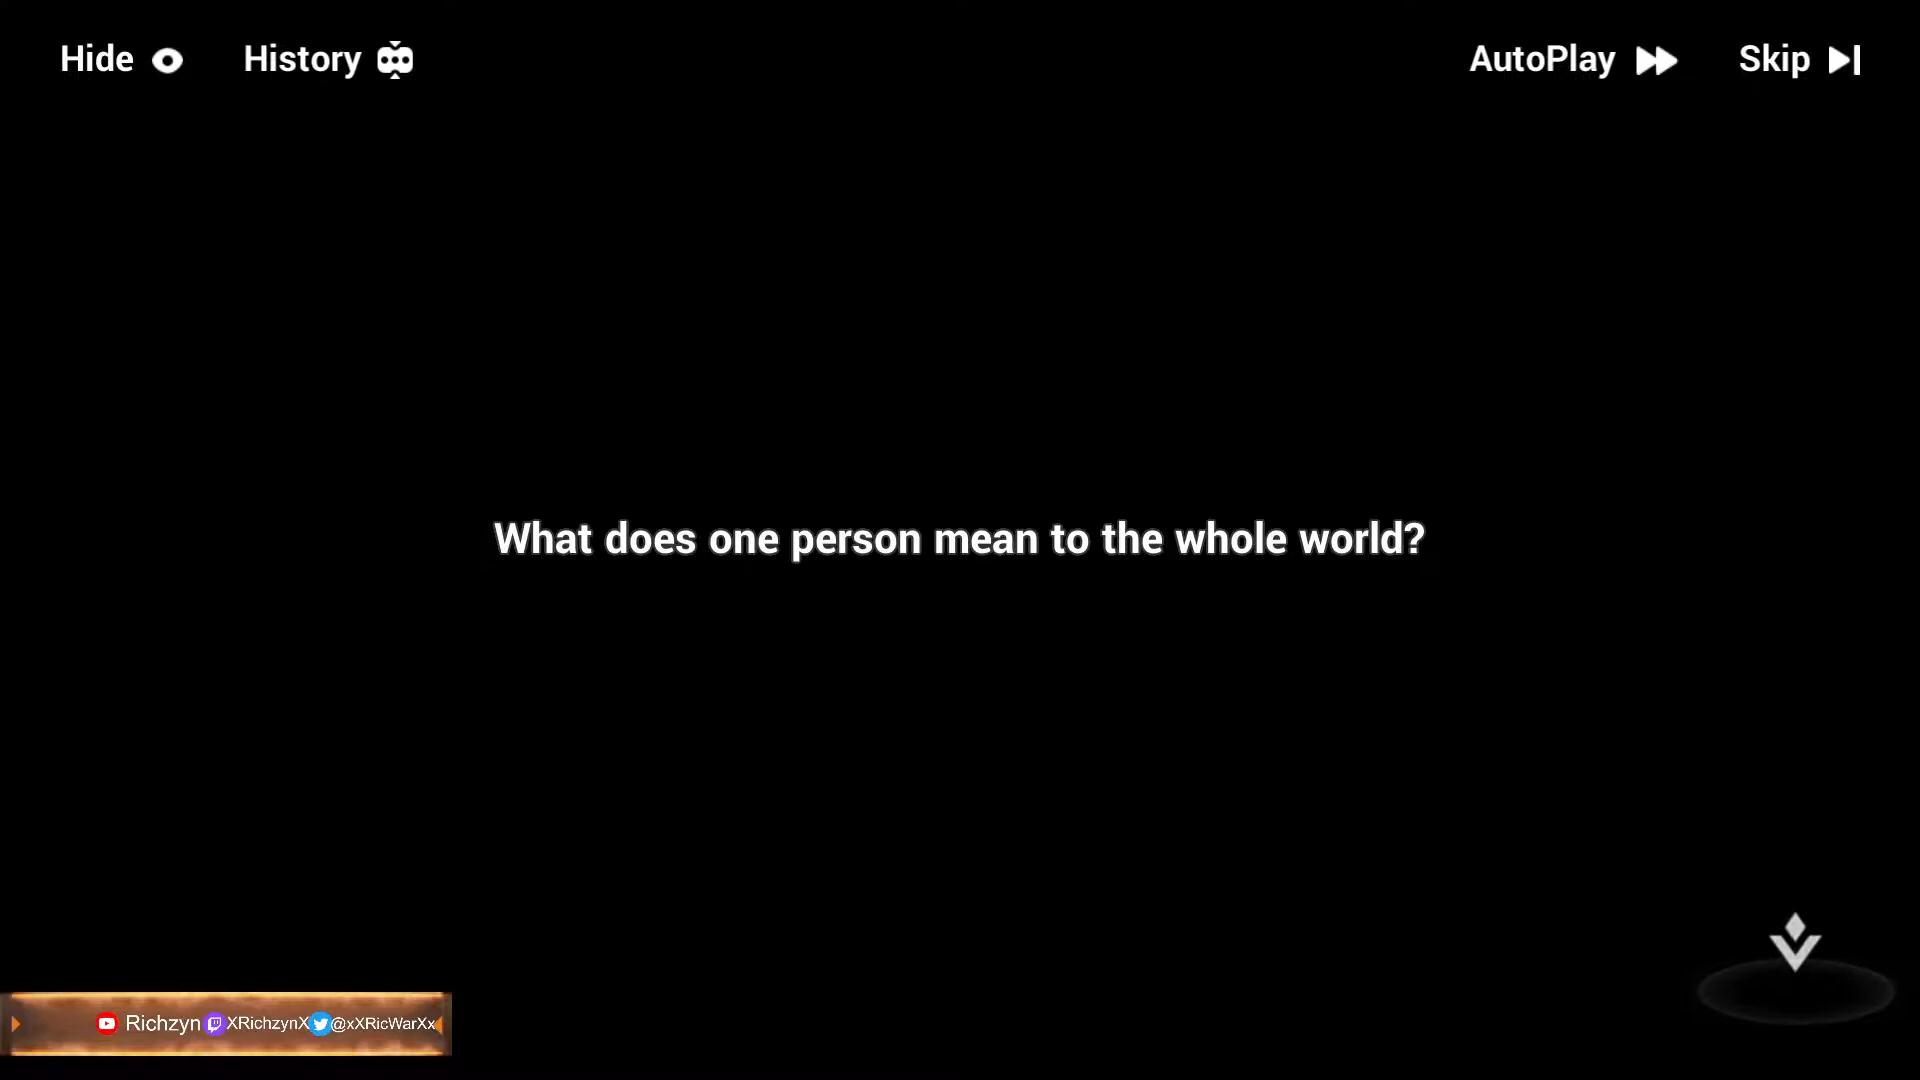 Hide History AutoPlay Skip
What does one person mean to the whole world?
Richzyn XRichzynX @xXRicWarXx